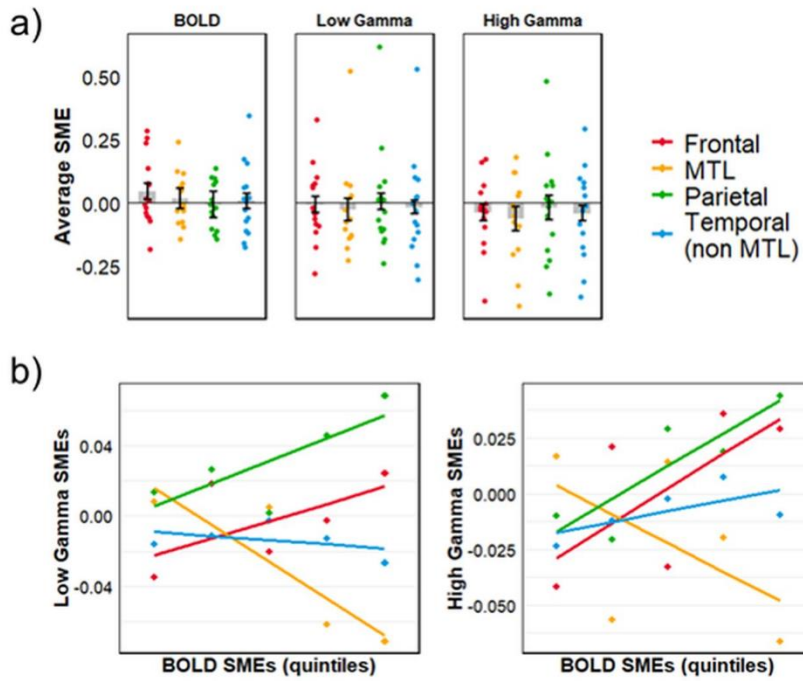 a)
BOLD
Low Gamma
High Gamma
Average SME
0.50
0.25
0.00
-0.25
Frontal
MTL
Parietal
Temporal
(non MTL)
b)
Low Gamma SMEs
0.04
0.00
-0.04
BOLD SMEs (quintiles)
High Gamma SMEs
0.025
0.000
-0.025
-0.050
BOLD SMEs (quintiles)